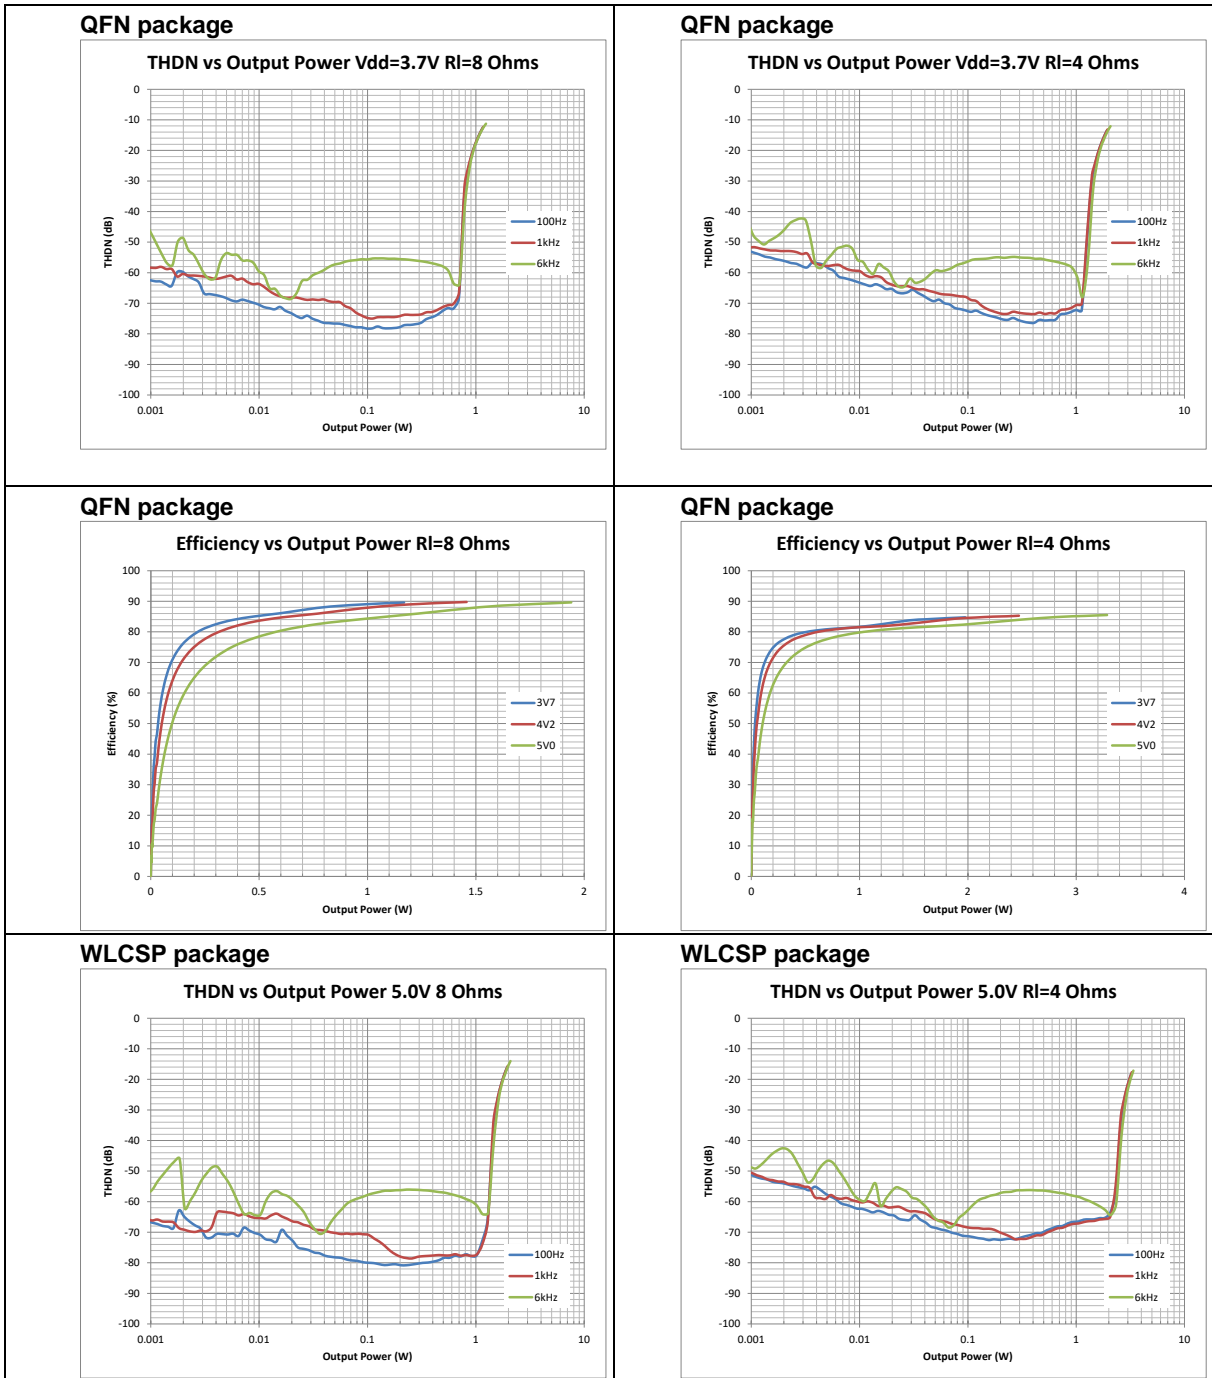 QFN package
THDN vs Output Power Vdd=3.7V Rl=8 Ohms
0
-10
-20
-30
-40
-50
-60
-70
-80
-90
-100
THDN (dB)
100Hz
1kHz
6kHz
0.001
0.01
0.1
1
10
Output Power (W)
QFN package
THDN vs Output Power Vdd=3.7V Rl=4 Ohms
0
-10
-20
-30
-40
-50
-60
-70
-80
-90
-100
THDN (dB)
100Hz
1kHz
6kHz
0.001
0.01
0.1
1
10
Output Power (W)
QFN package
Efficiency vs Output Power Rl=8 Ohms
100
90
80
70
60
50
40
30
20
10
0
Efficiency (%)
3V7
4V2
5V0
0
0.5
1
1.5
2
Output Power (W)
QFN package
Efficiency vs Output Power Rl=4 Ohms
100
90
80
70
60
50
40
30
20
10
0
Efficiency (%)
3V7
4V2
5V0
0
1
2
3
4
Output Power (W)
WLCSP package
THDN vs Output Power 5.0V 8 Ohms
0
-10
-20
-30
-40
-50
-60
-70
-80
-90
-100
THDN (dB)
100Hz
1kHz
6kHz
0.001
0.01
0.1
1
10
Output Power (W)
WLCSP package
THDN vs Output Power 5.0V Rl=4 Ohms
0
-10
-20
-30
-40
-50
-60
-70
-80
-90
-100
THDN (dB)
100Hz
1kHz
6kHz
0.001
0.01
0.1
1
10
Output Power (W)